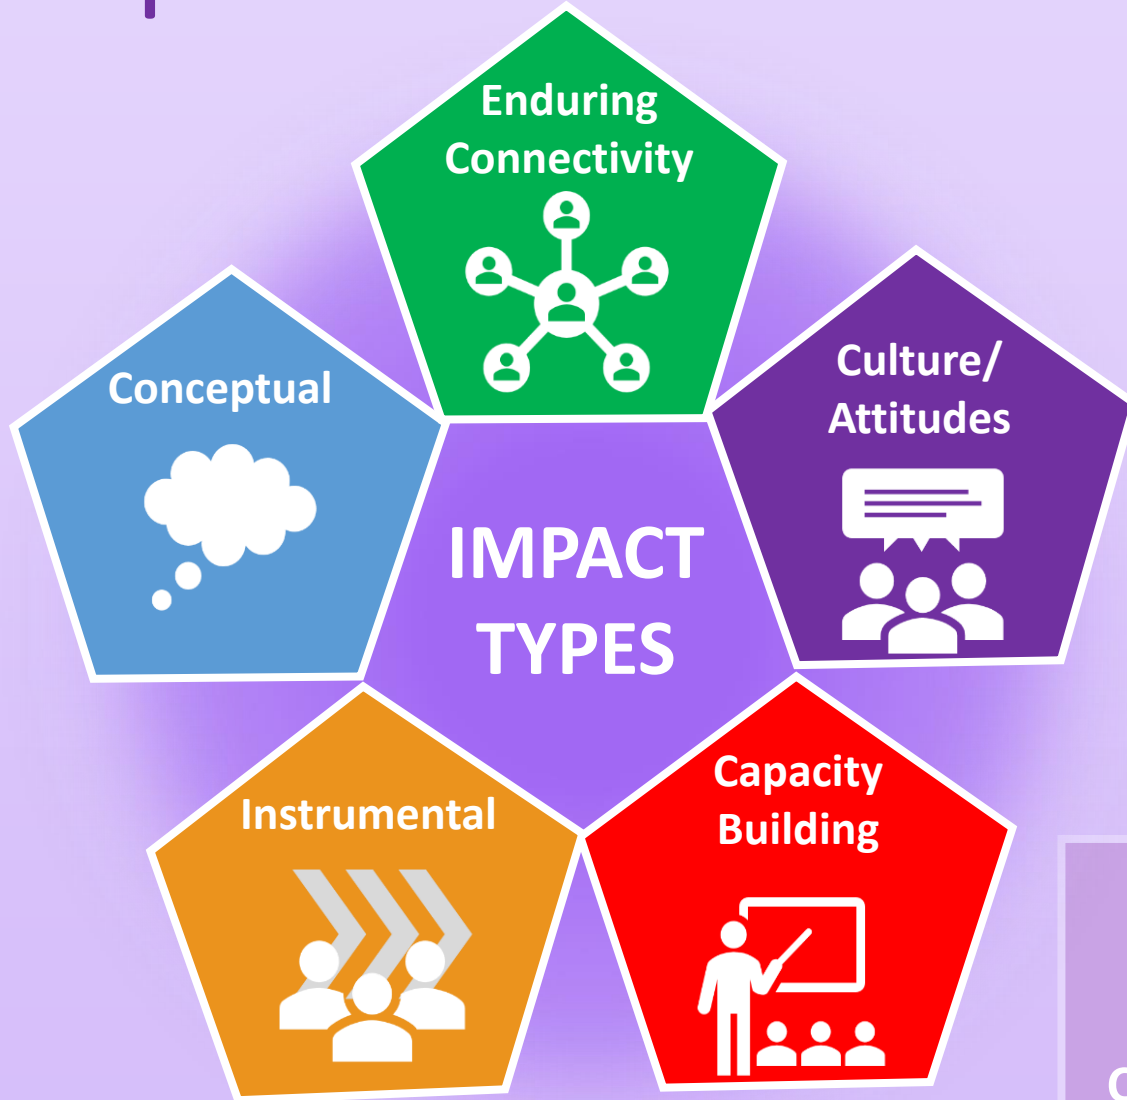 Enduring
Connectivity
Conceptual
Culture/
Attitudes
IMPACT
TYPES
Instrumental
Capacity
Building